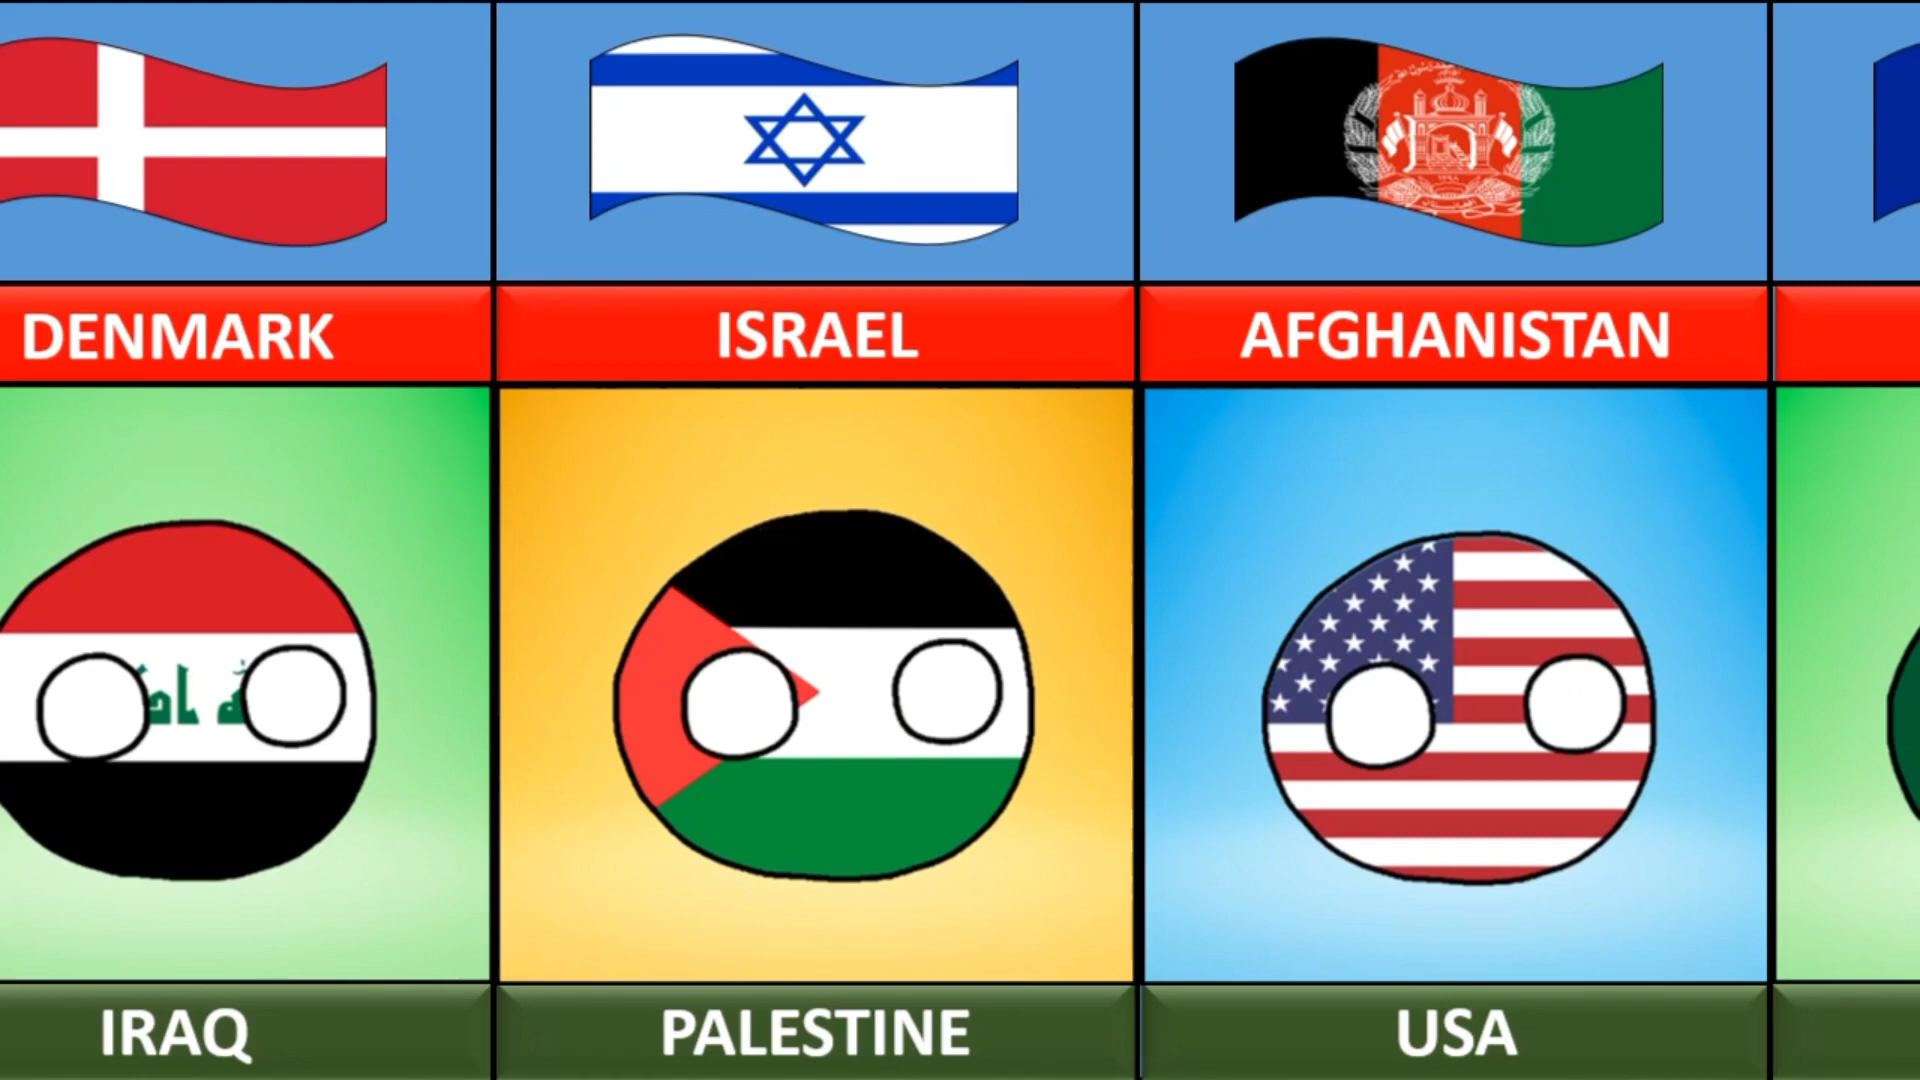 DENMARK
ISRAEL
AFGHANISTAN
IRAQ
PALESTINE
USA